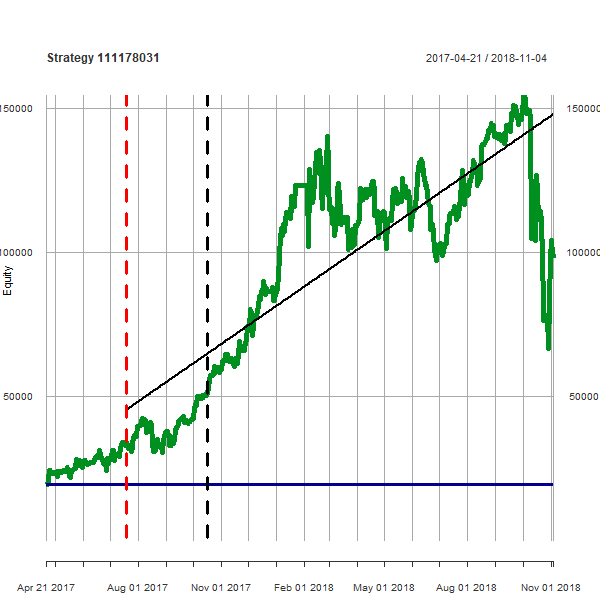 Strategy 111178031
2017-04-21 / 2018-11-04
150000 150000
100000 100000
50000 50000
Equity
Apr 21 2017 Aug 01 2017 Nov 01 2017 Feb 01 2018 May 01 2018 Aug 01 2018 Nov 01 2018